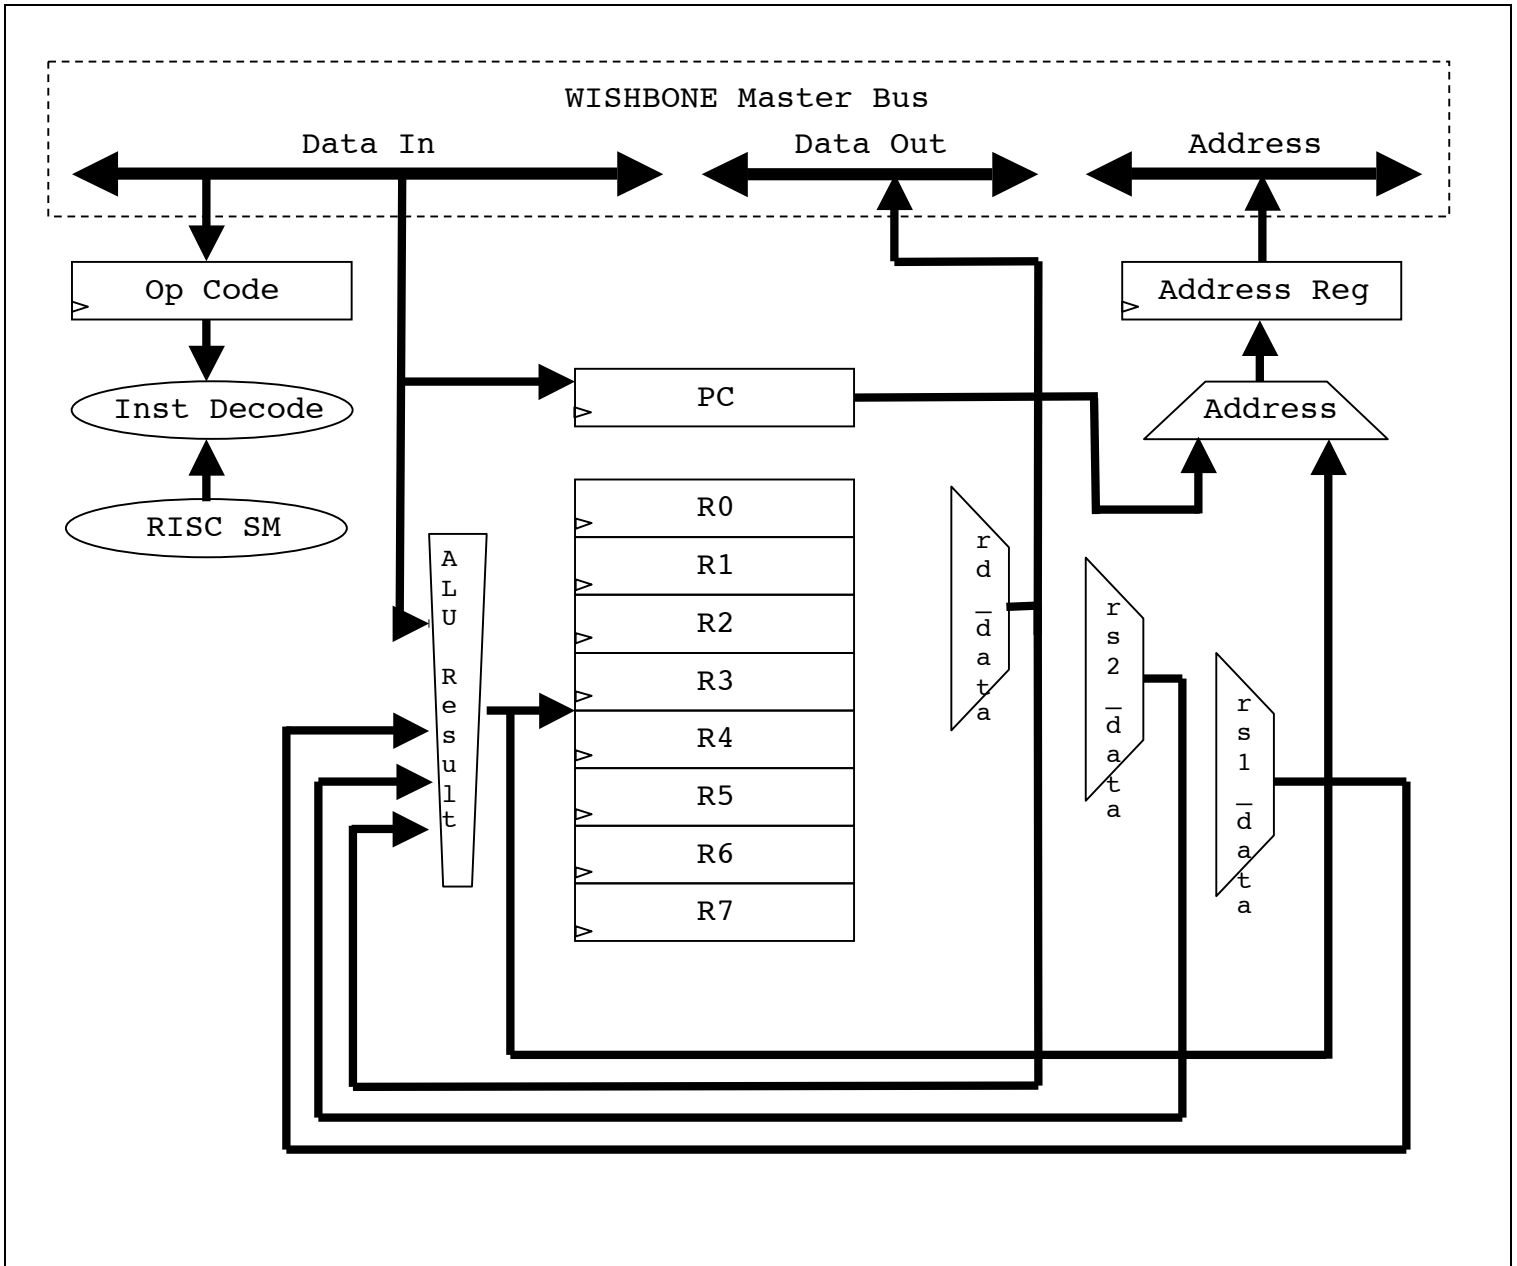 WISHBONE Master Bus
Data In
Data Out
Address
Op Code
Address Reg
Inst Decode
PC
Address
RISC SM
R0
R1
R2
R3
R4
R5
R6
R7
ALU Result
rd_data
rs2_data
rs1_data